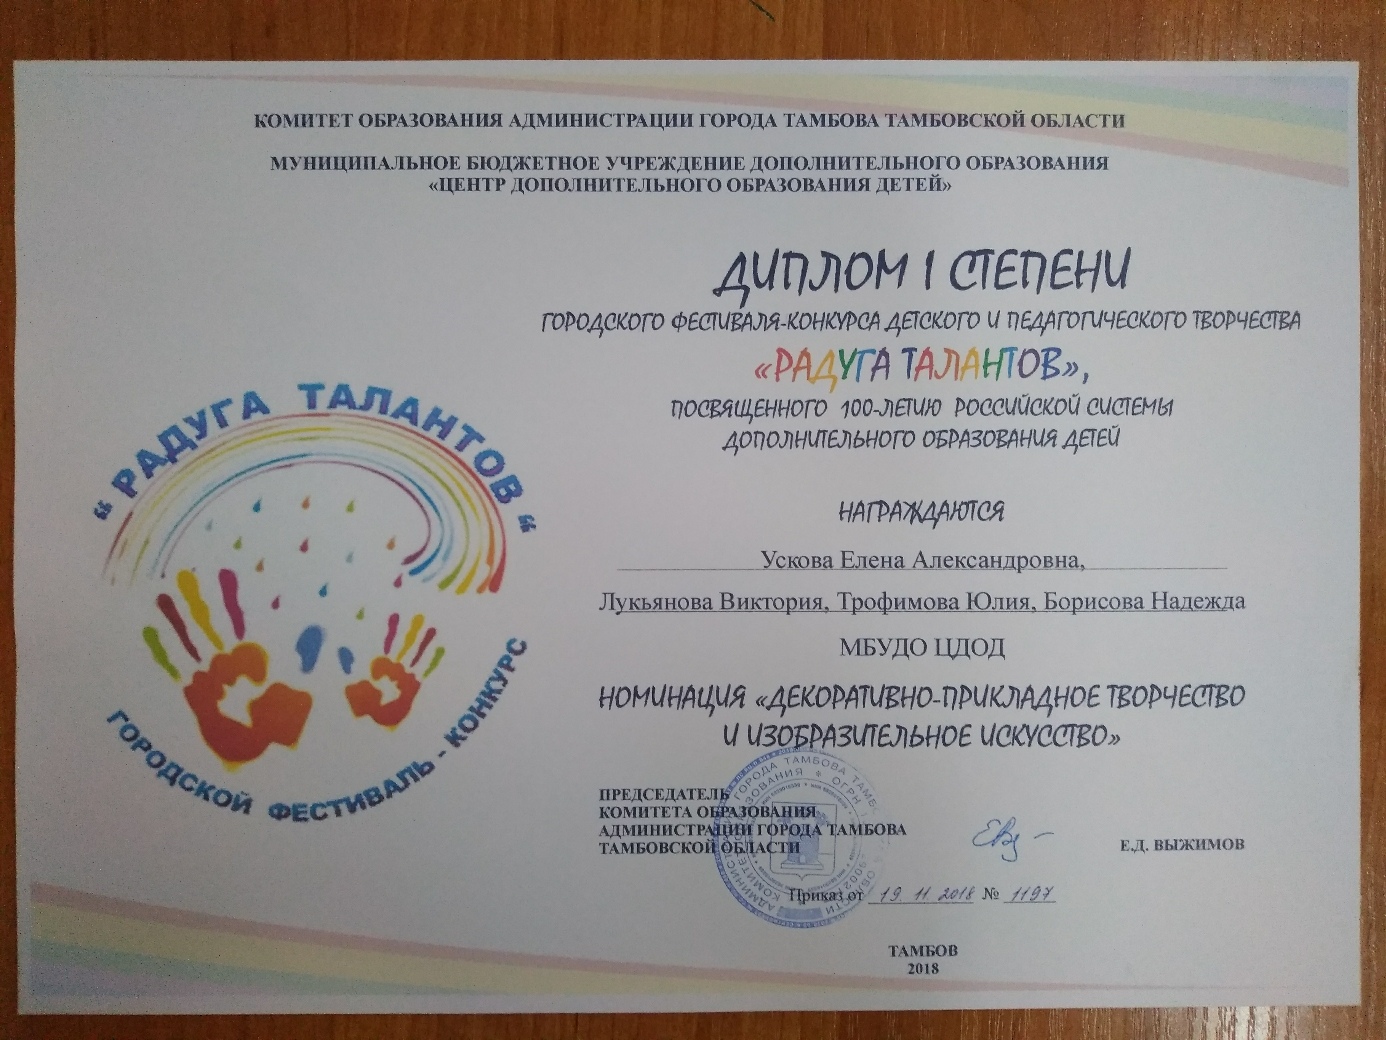 КОМИТЕТ ОБРАЗОВАНИЯ АДМИНИСТРАЦИИ ГОРОДА ТАМБОВА ТАМБОВСКОЙ ОБЛАСТИ
МУНИЦИПАЛЬНОЕ БЮДЖЕТНОЕ УЧРЕЖДЕНИЕ ДОПОЛНИТЕЛЬНОГО ОБРАЗОВАНИЯ
«ЦЕНТР ДОПОЛНИТЕЛЬНОГО ОБРАЗОВАНИЯ ДЕТЕЙ»
ДИПЛОМ I СТЕПЕНИ
ГОРОДСКОГО ФЕСТИВАЛЯ-КОНКУРСА ДЕТСКОГО И ПЕДАГОГИЧЕСКОГО ТВОРЧЕСТВА
«РАДУГА ТАЛАНТОВ»,
ПОСВЯЩЕННОГО 100-ЛЕТИЮ РОССИЙСКОЙ СИСТЕМЫ
ДОПОЛНИТЕЛЬНОГО ОБРАЗОВАНИЯ ДЕТЕЙ
"РАДУГА ТАЛАНТОВ"
ГОРОДСКОЙ ФЕСТИВАЛЬ - КОНКУРС
НАГРАЖДАЮТСЯ
Ускова Елена Александровна,
Лукьянова Виктория, Трофимова Юлия, Борисова Надежда
МБУДО ЦДОД
НОМИНАЦИЯ «ДЕКОРАТИВНО-ПРИКЛАДНОЕ ТВОРЧЕСТВО
И ИЗОБРАЗИТЕЛЬНОЕ ИСКУССТВО»
ПРЕДСЕДАТЕЛЬ
КОМИТЕТА ОБРАЗОВАНИЯ
АДМИНИСТРАЦИИ ГОРОДА ТАМБОВА
ТАМБОВСКОЙ ОБЛАСТИ
Е.Д. ВЫЖИМОВ
Приказ от 19. 11. 2018 № 1197
ТАМБОВ
2018